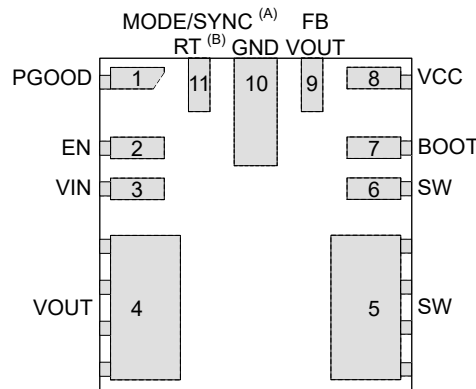 MODE/SYNC (A) FB
RT (B) GND VOUT
PGOOD 1 11 10 9 8 VCC
EN 2 7 BOOT
VIN 3 6 SW
VOUT 4 5 SW